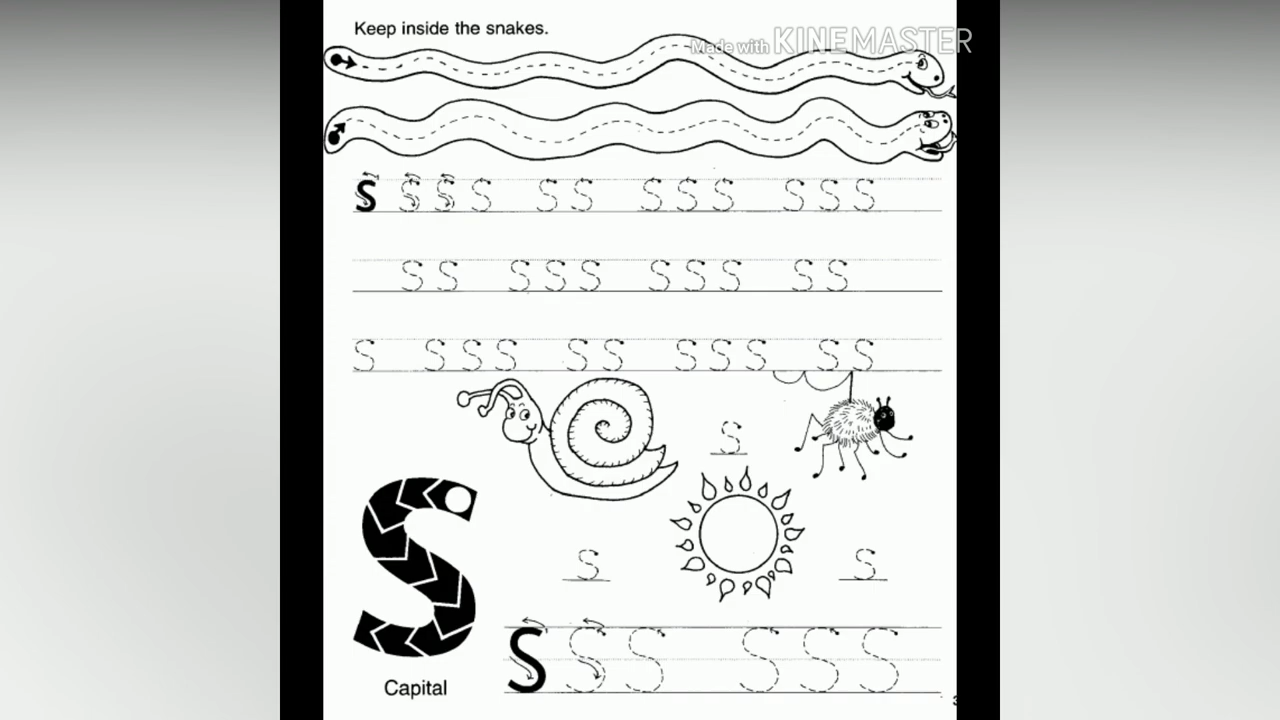 Keep inside the snakes.
Made with KINEMASTER
s s s s s s s s s s s s
s s s s s s s s s s
s s s s s s s s s s s
s
s s
S S S S S S
Capital